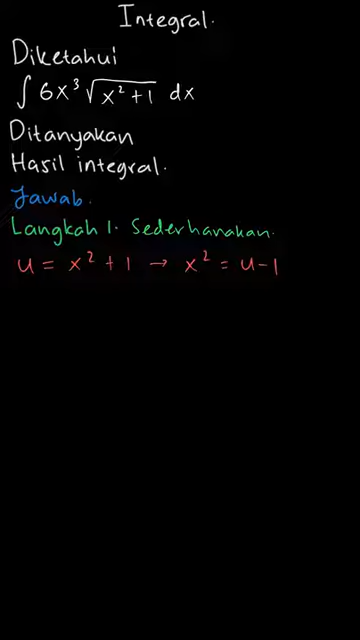 Integral.
Diketahui
∫ 6x³ √(x² + 1) dx
Ditanyakan
Hasil integral.
Jawab.
Langkah 1. Sederhanakan.
u = x² + 1 → x² = u - 1